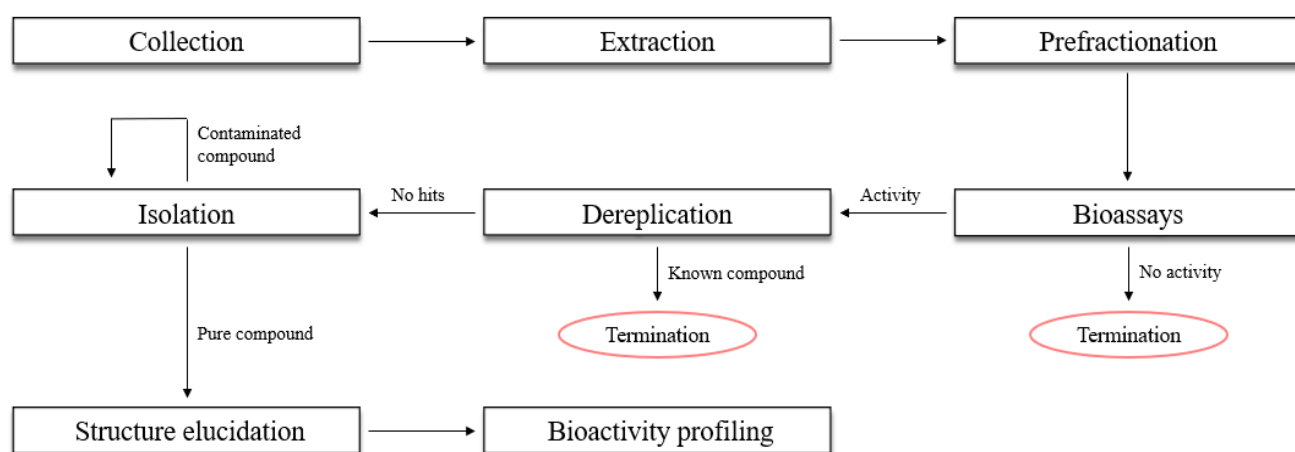 Collection
Extraction
Prefractionation
Contaminated
compound
Isolation
No hits
Dereplication
Activity
Bioassays
Known compound
No activity
Termination
Termination
Pure compound
Structure elucidation
Bioactivity profiling